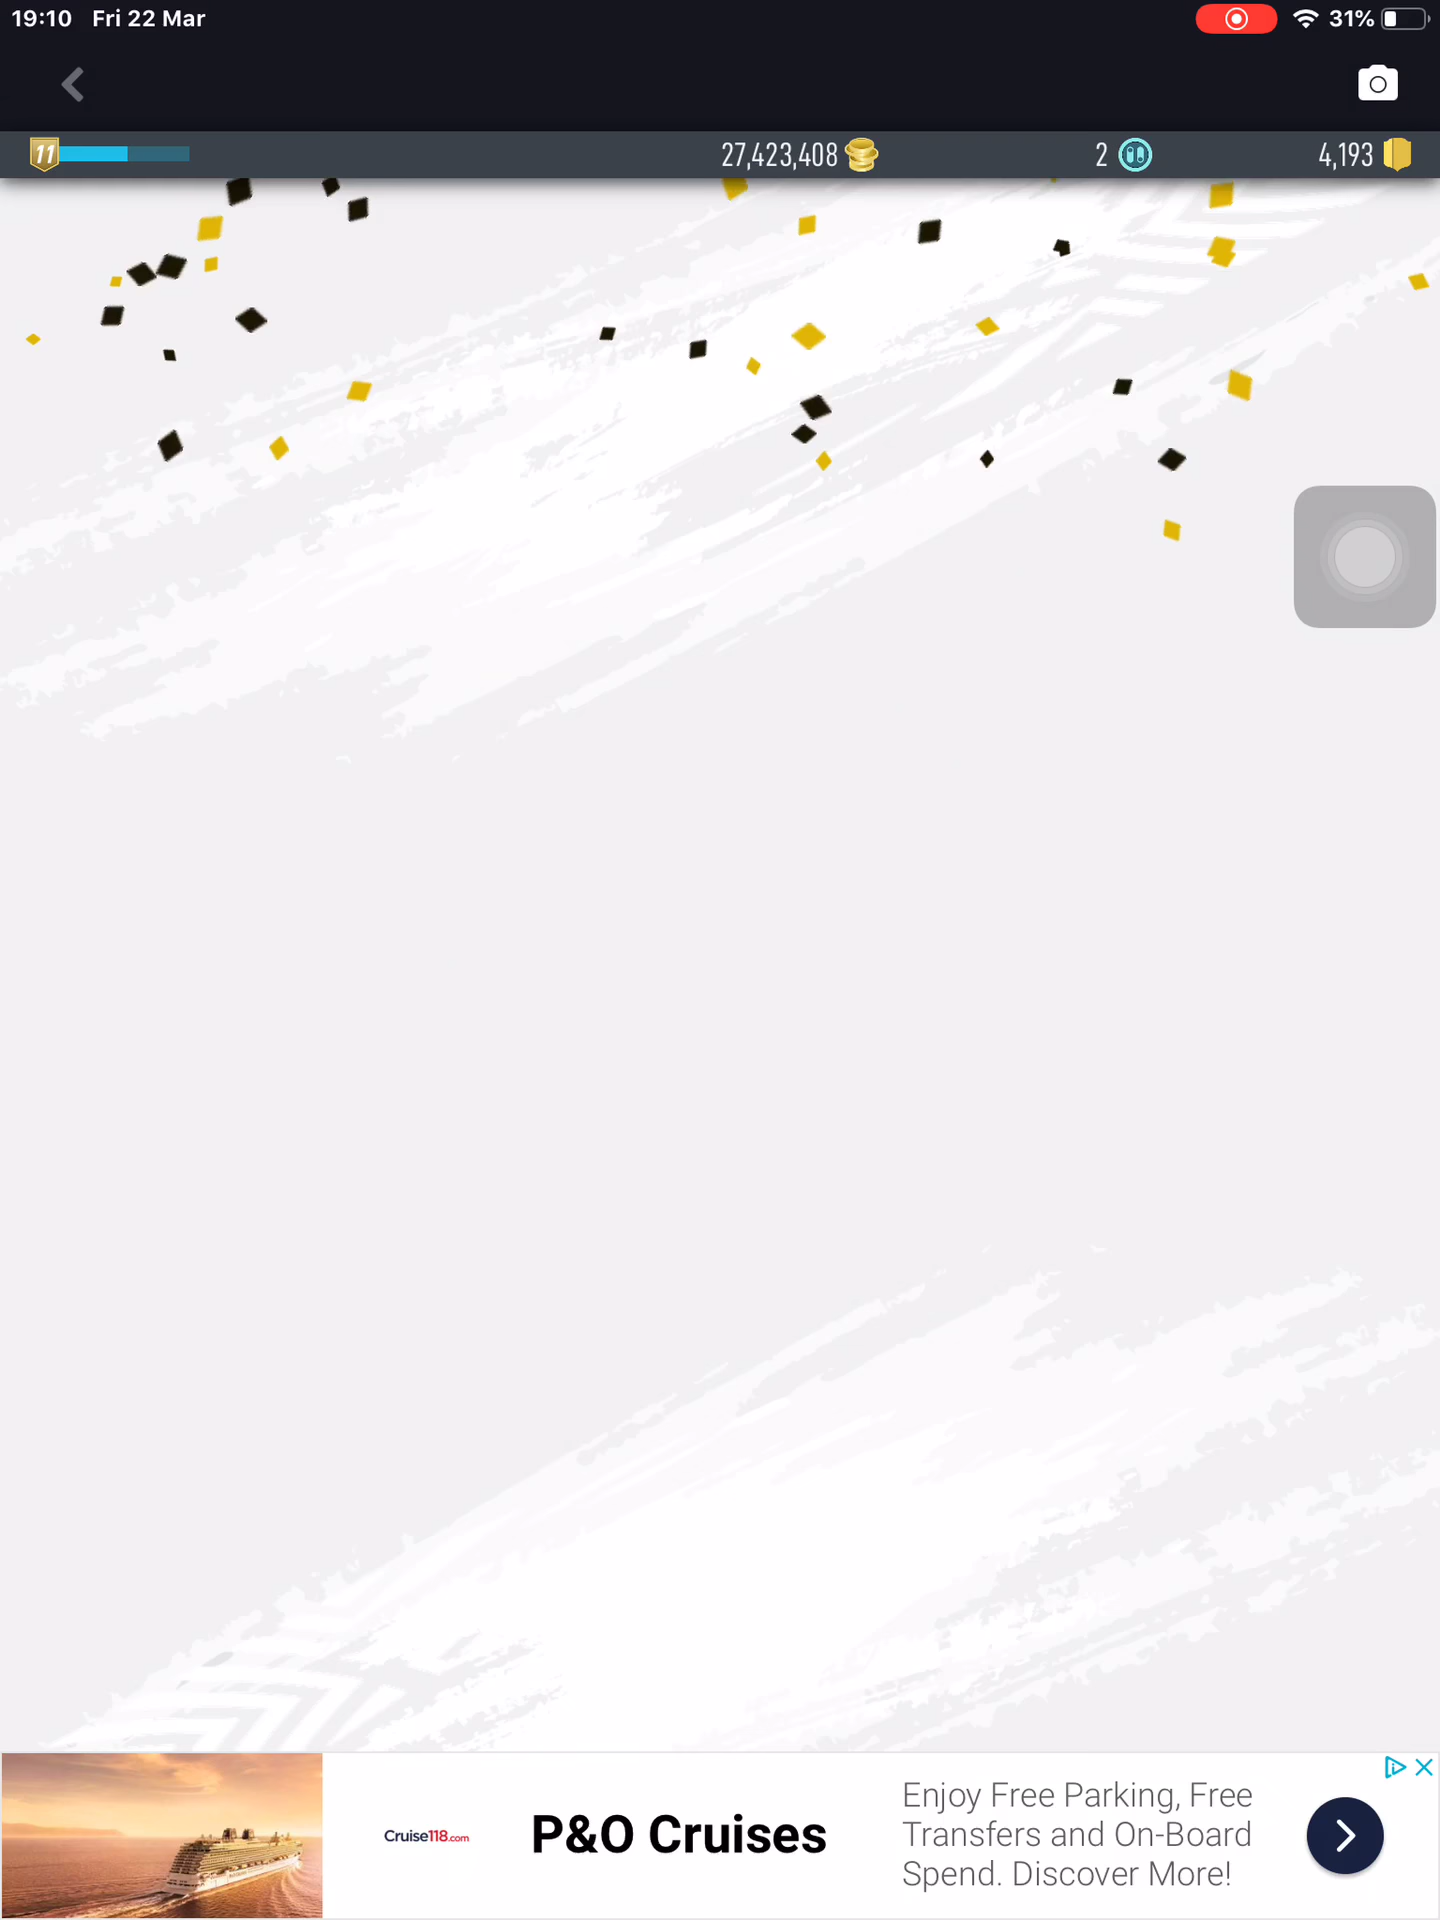 19:10 Fri 22 Mar 31%
11 27,423,408 2 4,193
Cruise118.com
P&O Cruises
Enjoy Free Parking, Free
Transfers and On-Board
Spend. Discover More!